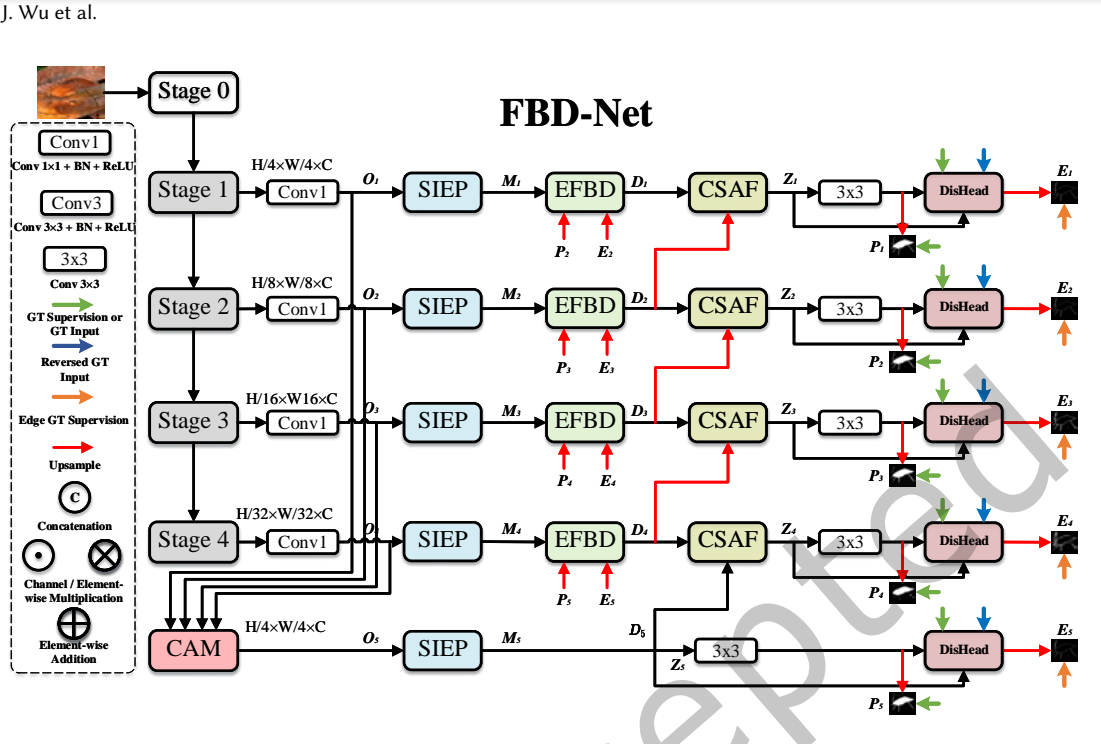 J. Wu et al.
FBD-Net
Stage 0
Conv1
Conv 1×1 + BN + ReLU
Conv3
Conv 3×3 + BN + ReLU
3x3
Conv 3×3
GT Supervision or
GT Input
Reversed GT
Input
Edge GT Supervision
Upsample
C
Concatenation
Channel / Element-
wise Multiplication
Element-wise
Addition
Stage 1 H/4×W/4×C Conv1 O1 SIEP M1 EFBD D1 CSAF Z1 3x3 DisHead E1
P2 E2 P1
Stage 2 H/8×W/8×C Conv1 O2 SIEP M2 EFBD D2 CSAF Z2 3x3 DisHead E2
P3 E3 P2
Stage 3 H/16×W16×C Conv1 O3 SIEP M3 EFBD D3 CSAF Z3 3x3 DisHead E3
P4 E4 P3
Stage 4 H/32×W/32×C Conv1 SIEP M4 EFBD D4 CSAF Z4 3x3 DisHead E4
P5 E5 P4
CAM H/4×W/4×C O5 SIEP M5 D5 Z5 3x3 DisHead E5
P5
epted